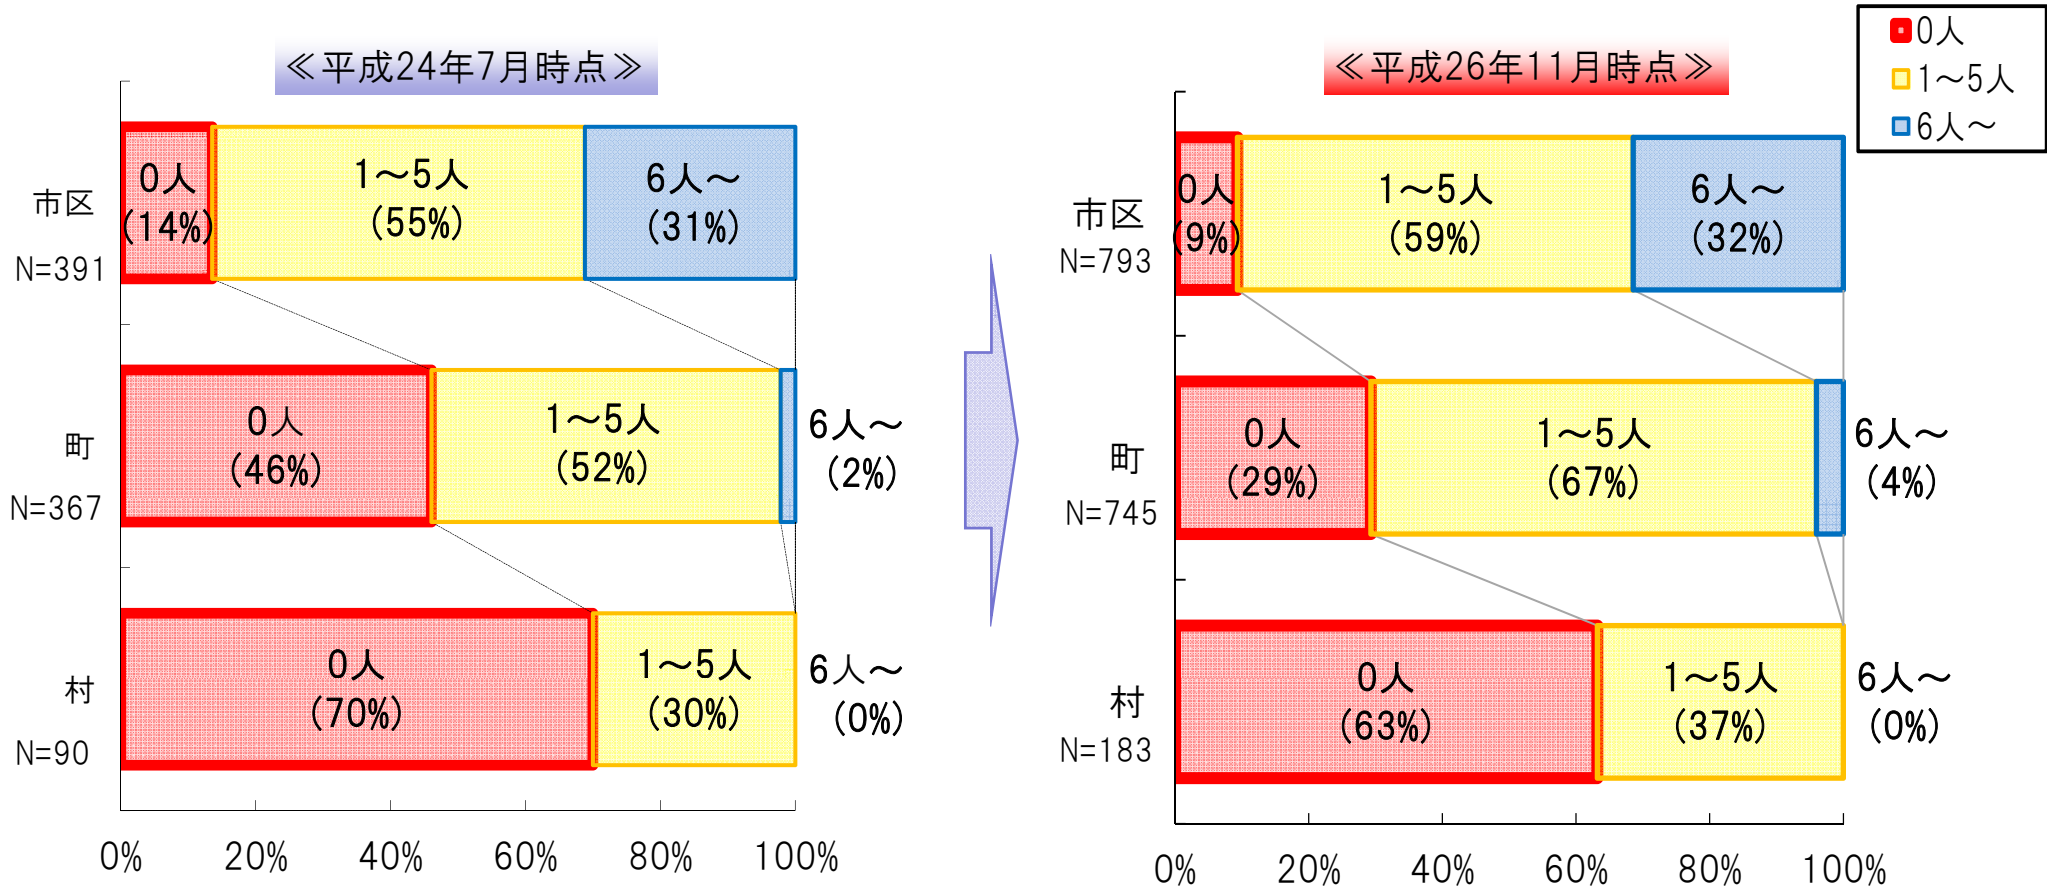 ≪平成24年7月時点≫
市区
N=391
0人
(14%)
1～5人
(55%)
6人～
(31%)
町
N=367
0人
(46%)
1～5人
(52%)
6人～
(2%)
村
N=90
0人
(70%)
1～5人
(30%)
6人～
(0%)
0% 20% 40% 60% 80% 100%
≪平成26年11月時点≫
0人
1～5人
6人～
市区
N=793
0人
(9%)
1～5人
(59%)
6人～
(32%)
町
N=745
0人
(29%)
1～5人
(67%)
6人～
(4%)
村
N=183
0人
(63%)
1～5人
(37%)
6人～
(0%)
0% 20% 40% 60% 80% 100%